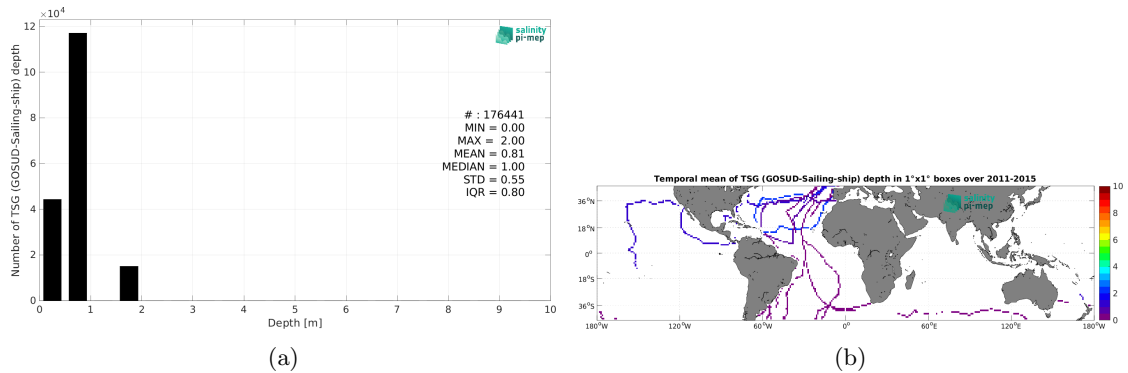 ×10⁴
12
10
8
6
4
2
0
Number of TSG (GOSUD-Sailing-ship) depth
salinity
pi-mep
# : 176441
MIN = 0.00
MAX = 2.00
MEAN = 0.81
MEDIAN = 1.00
STD = 0.55
IQR = 0.80
0 1 2 3 4 5 6 7 8 9 10
Depth [m]
(a)
Temporal mean of TSG (GOSUD-Sailing-ship) depth in 1°x1° boxes over 2011-2015
salinity
pi-mep
36°N
18°N
0°
18°S
36°S
180°W 120°W 60°W 0° 60°E 120°E 180°W
10
8
6
4
2
0
(b)